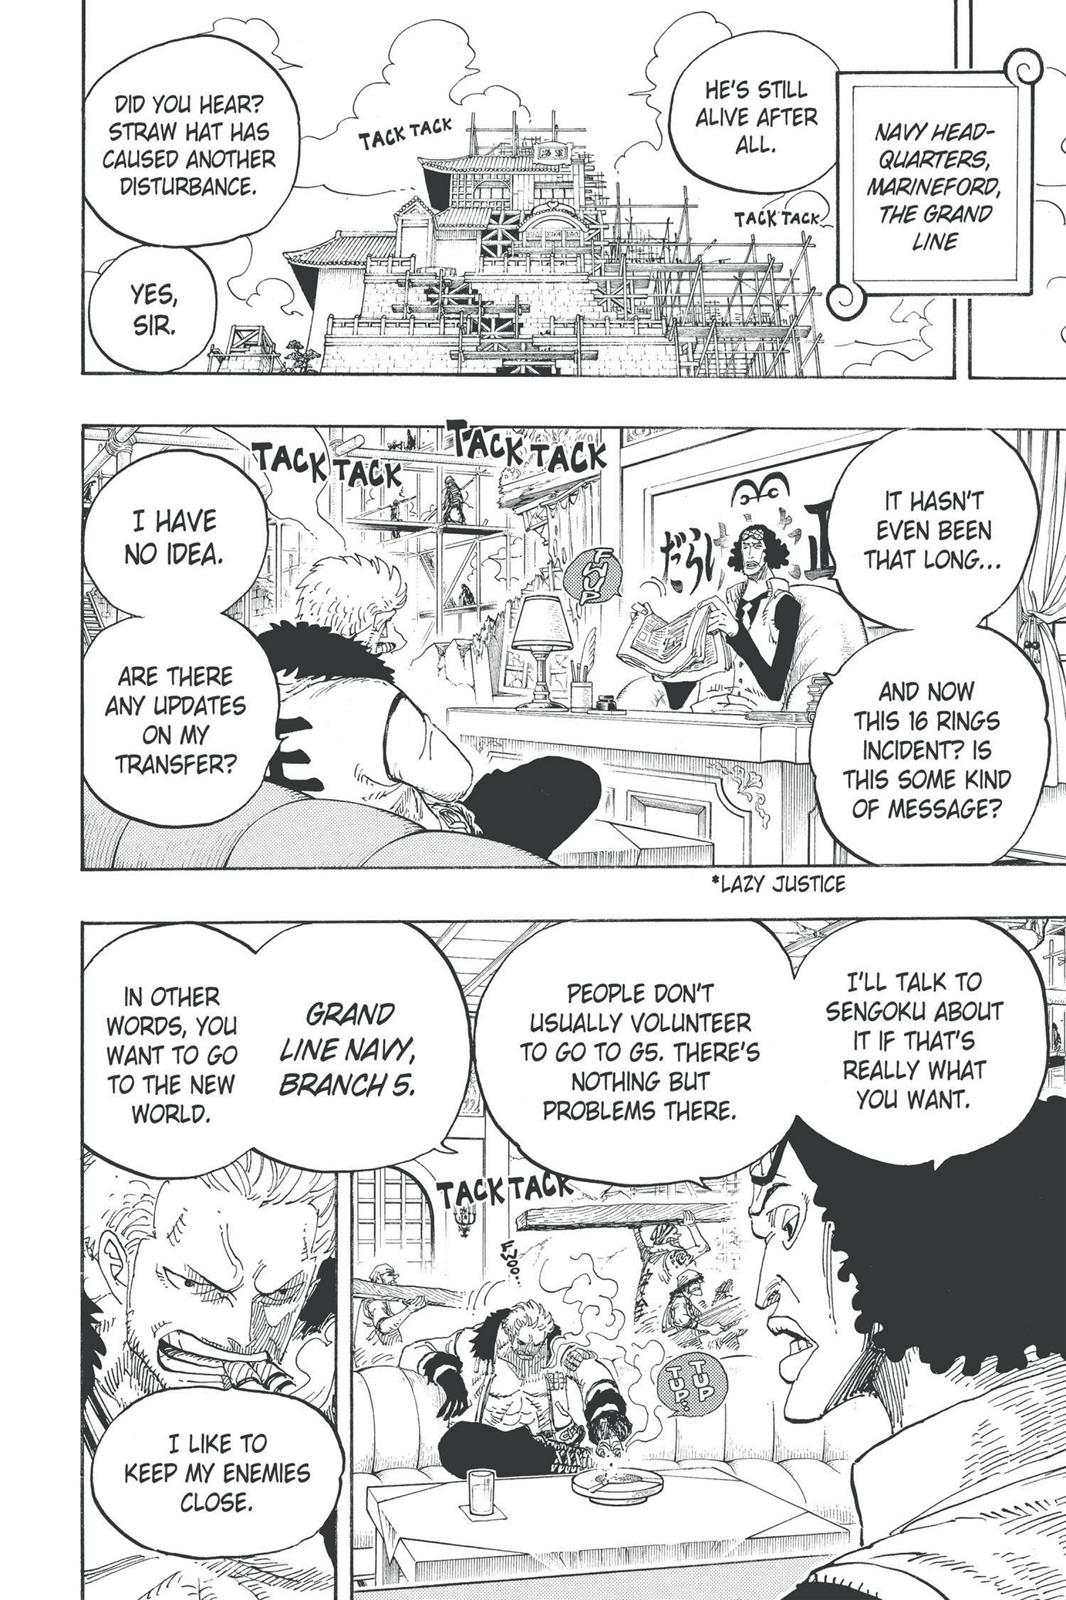 NAVY HEAD-
QUARTERS,
MARINEFORD,
THE GRAND
LINE
HE'S STILL
ALIVE AFTER
ALL.
TACK TACK
TACK TACK
DID YOU HEAR?
STRAW HAT HAS
CAUSED ANOTHER
DISTURBANCE.
YES,
SIR.
IT HASN'T
EVEN BEEN
THAT LONG...
AND NOW
THIS 16 RINGS
INCIDENT? IS
THIS SOME KIND
OF MESSAGE?
だらけ
FWUP
TACK TACK
TACK TACK
I HAVE
NO IDEA.
ARE THERE
ANY UPDATES
ON MY
TRANSFER?
*LAZY JUSTICE
I'LL TALK TO
SENGOKU ABOUT
IT IF THAT'S
REALLY WHAT
YOU WANT.
PEOPLE DON'T
USUALLY VOLUNTEER
TO GO TO G5. THERE'S
NOTHING BUT
PROBLEMS THERE.
TACK TACK
FWOO...
TUP
TUP..
GRAND
LINE NAVY,
BRANCH 5.
IN OTHER
WORDS, YOU
WANT TO GO
TO THE NEW
WORLD.
I LIKE TO
KEEP MY ENEMIES
CLOSE.